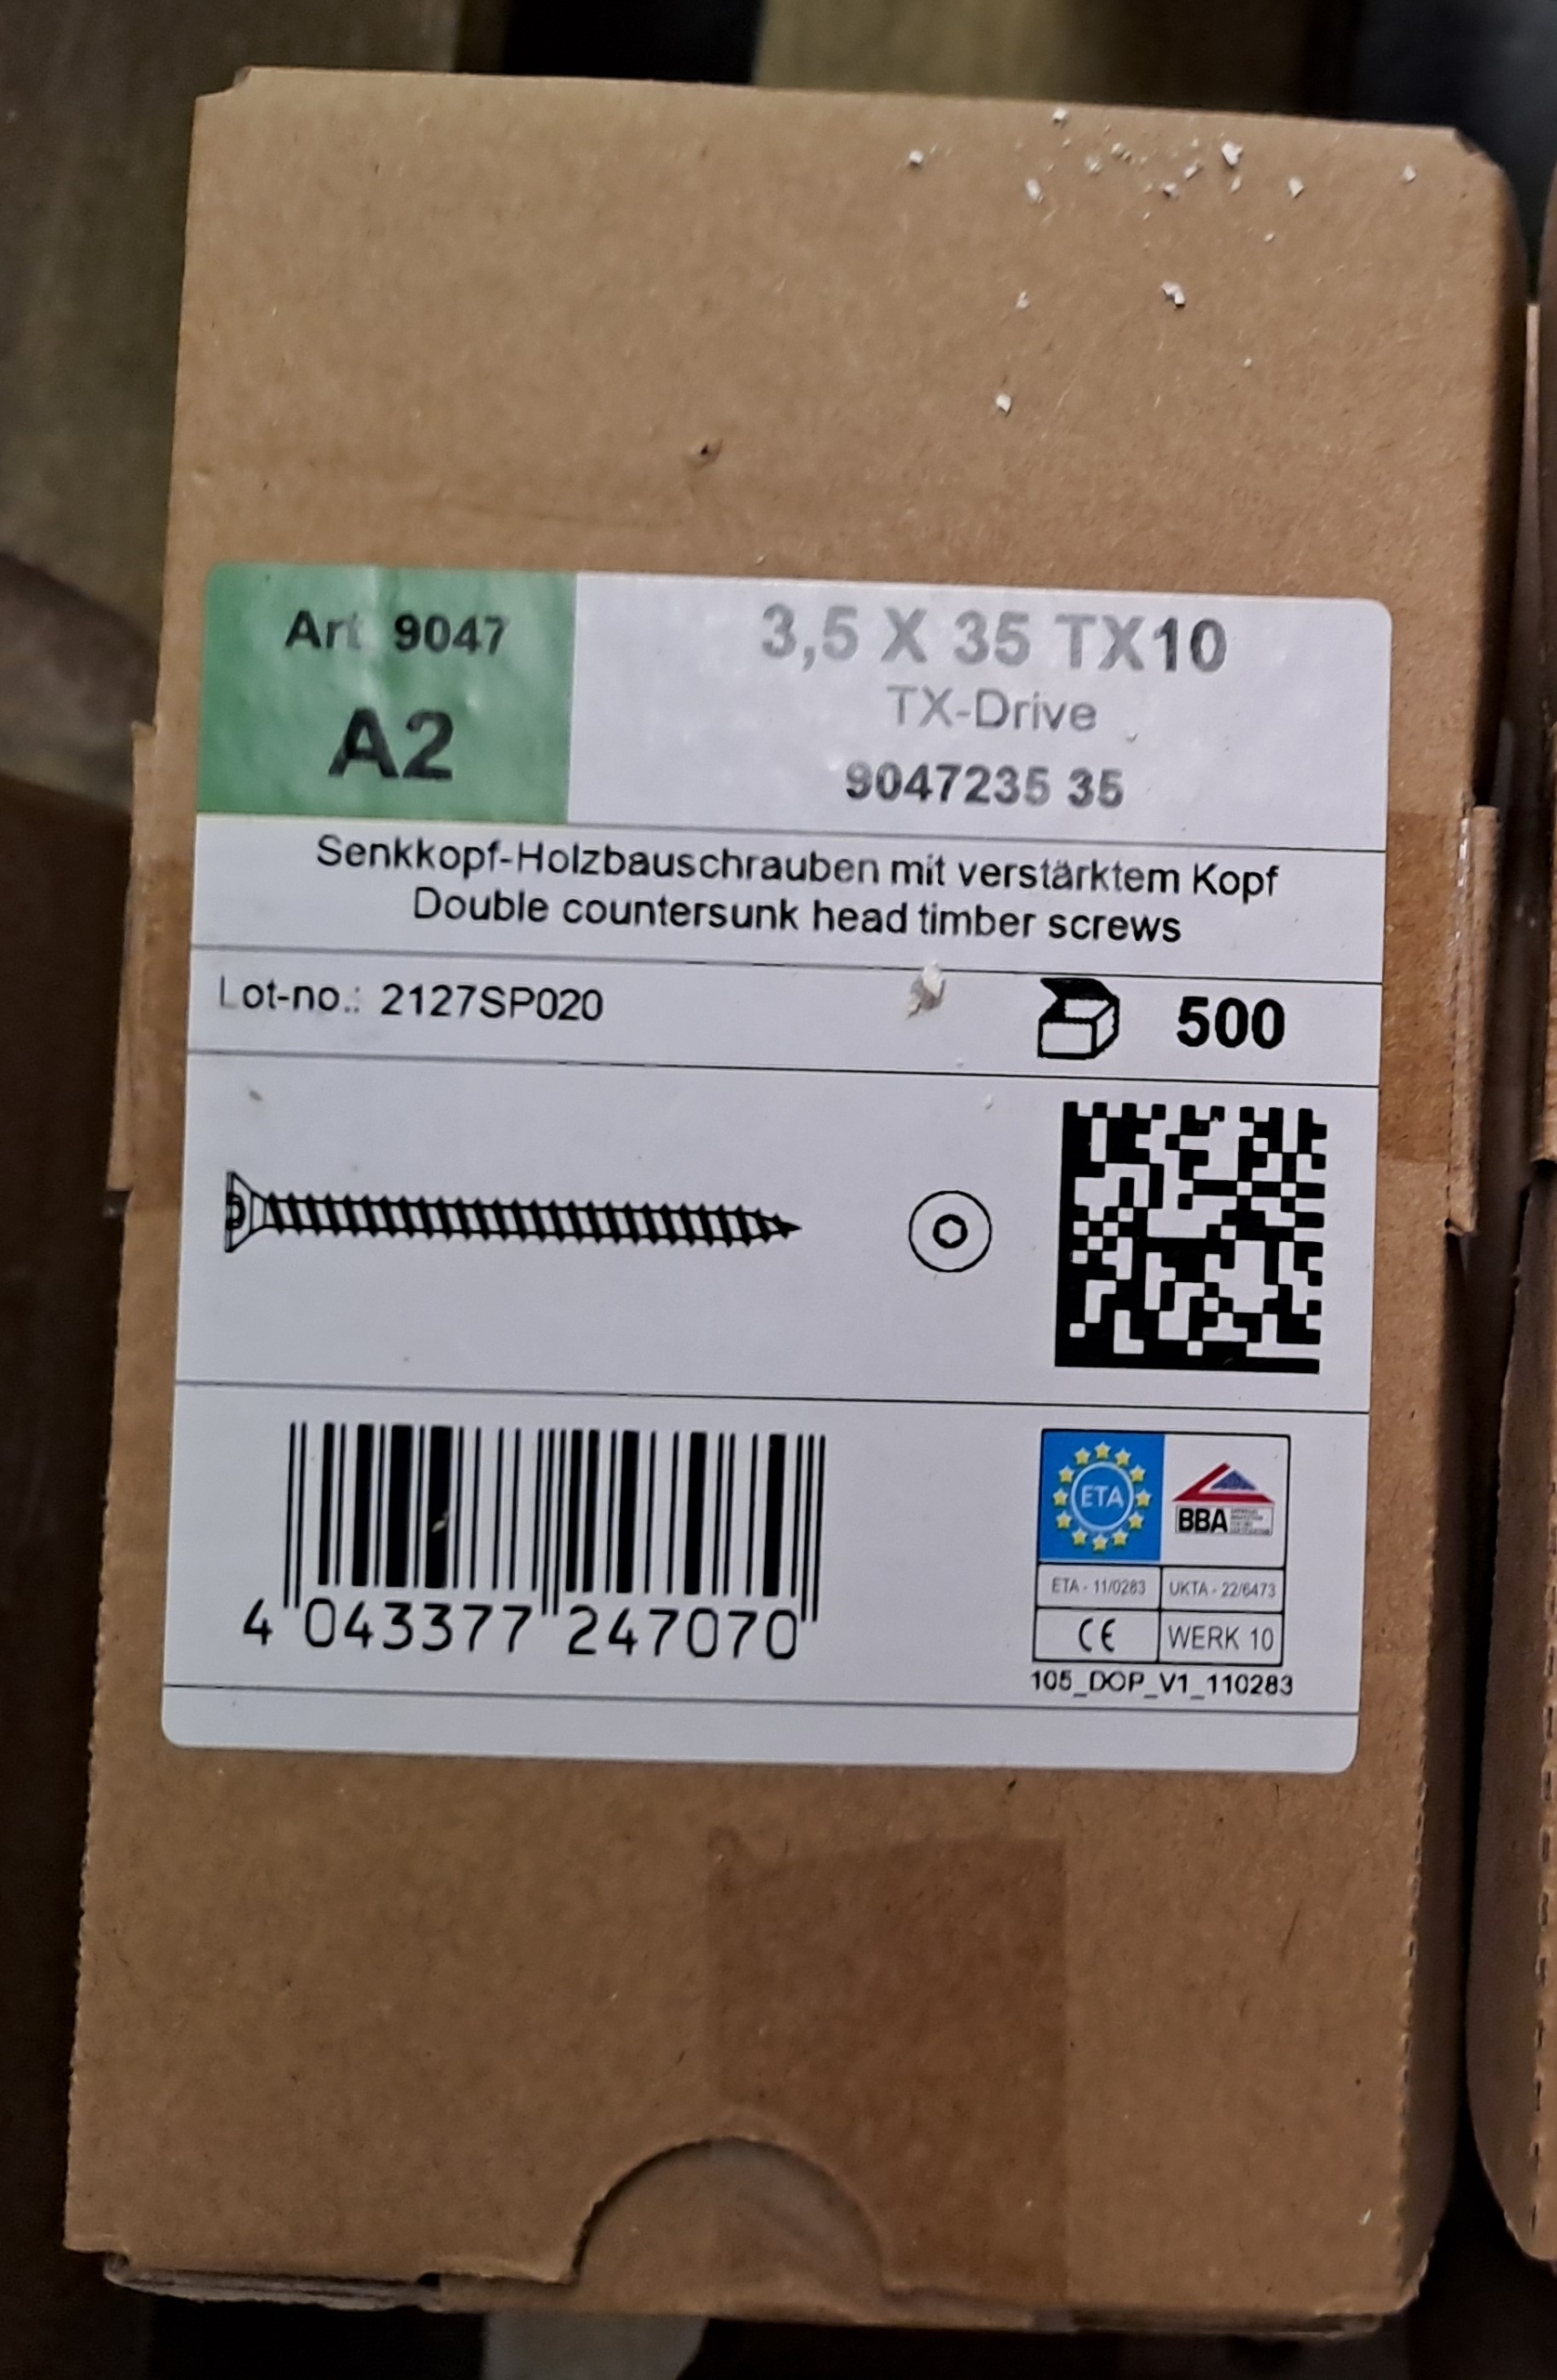 Art. 9047
A2
3,5 X 35 TX10
TX-Drive
9047235 35
Senkkopf-Holzbauschrauben mit verstärktem Kopf
Double countersunk head timber screws
Lot-no.: 2127SP020
500
4 043377 247070
ETA
BBA
ETA - 11/0283
UKTA - 22/6473
CE
WERK 10
105_DOP_V1_110283